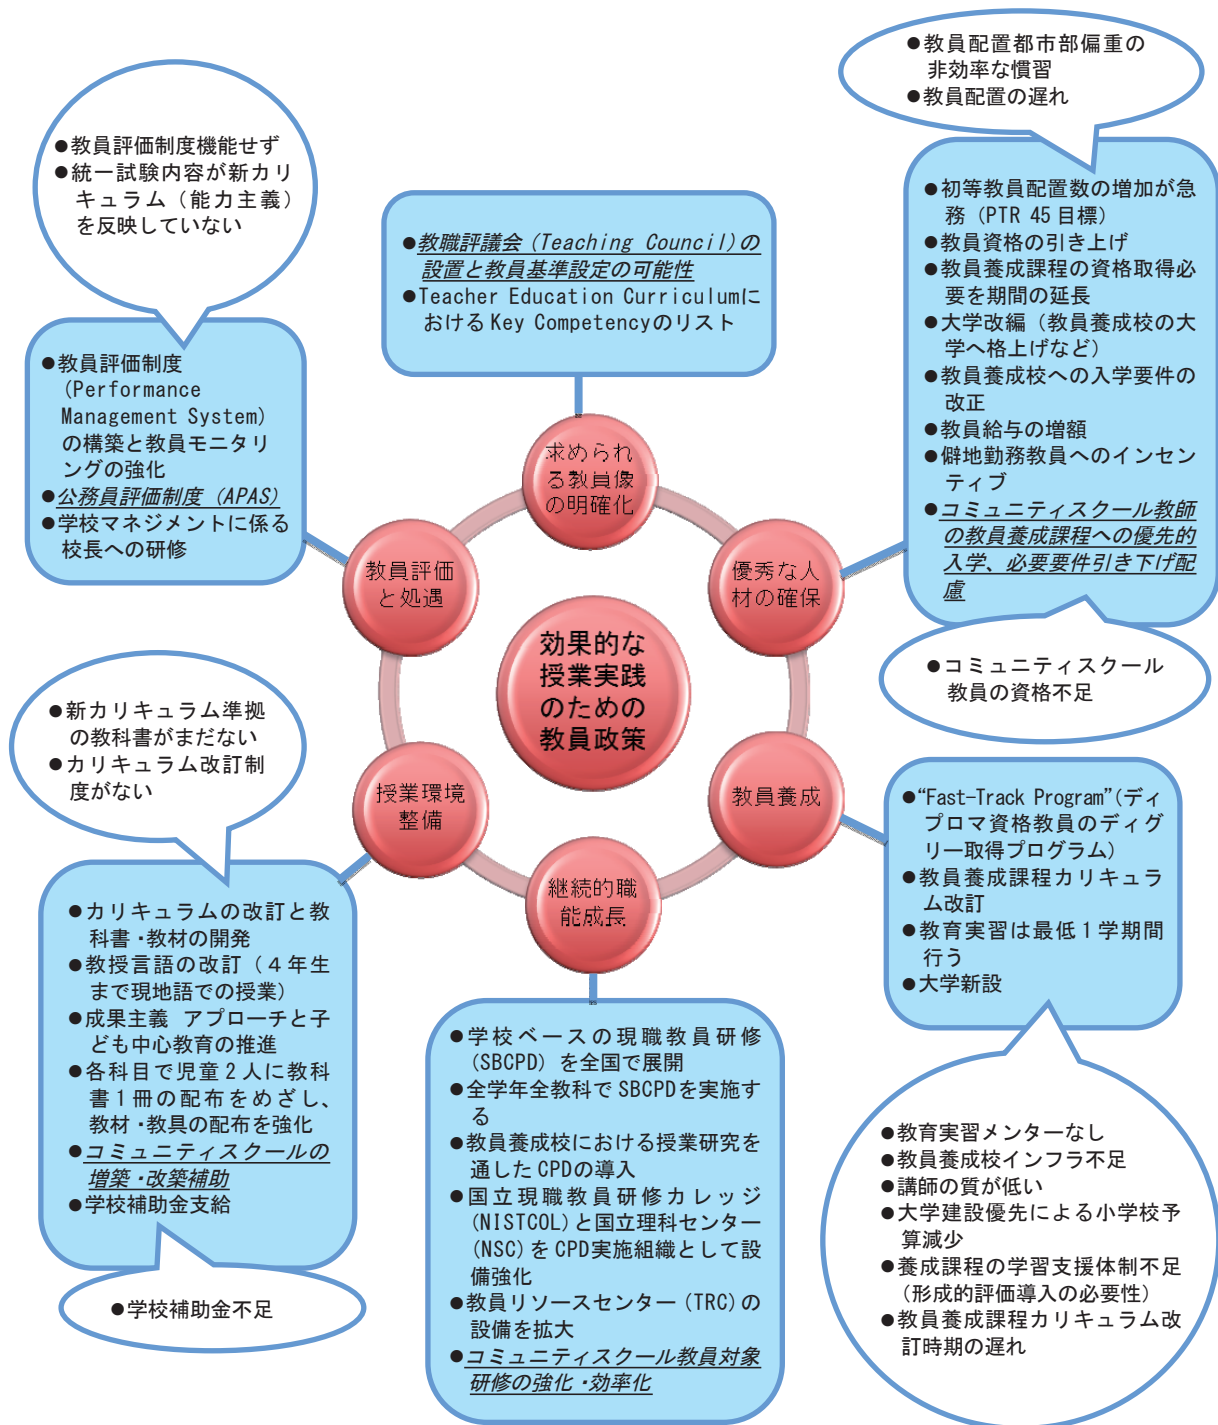 ●教員配置都市部偏重の
非効率な慣習
●教員配置の遅れ
●教員評価制度機能せず
●統一試験内容が新カリ
キュラム（能力主義）
を反映していない
●初等教員配置数の増加が急
務（PTR 45目標）
●教員資格の引き上げ
●教員養成課程の資格取得必
要を期間の延長
●大学改編（教員養成校の大
学へ格上げなど）
●教員養成校への入学要件の
改正
●教員給与の増額
●僻地勤務教員へのインセン
ティブ
●コミュニティスクール教師
の教員養成課程への優先的
入学、必要要件引き下げ配
慮
●教職評議会（Teaching Council）の
設置と教員基準設定の可能性
●Teacher Education Curriculumに
おけるKey Competencyのリスト
●教員評価制度
（Performance
Management System）
の構築と教員モニタリ
ングの強化
●公務員評価制度（APAS）
●学校マネジメントに係る
校長への研修
求められ
る教員像
の明確化
教員評価
と処遇
優秀な人
材の確保
効果的な
授業実践
のための
教員政策
●コミュニティスクール
教員の資格不足
●新カリキュラム準拠
の教科書がまだない
●カリキュラム改訂制
度がない
授業環境
整備
教員養成
継続的職
能成長
●“Fast-Track Program”（ディ
プロマ資格教員のディグ
リー取得プログラム）
●教員養成課程カリキュラ
ム改訂
●教育実習は最低1学期間
行う
●大学新設
●カリキュラムの改訂と教
科書・教材の開発
●教授言語の改訂（4年生
まで現地語での授業）
●成果主義 アプローチと子
ども中心教育の推進
●各科目で児童2人に教科
書1冊の配布をめざし、
教材・教具の配布を強化
●コミュニティスクールの
増築・改築補助
●学校補助金支給
●学校ベースの現職教員研修
（SBCPD）を全国で展開
●全学年全教科でSBCPDを実施す
る
●教員養成校における授業研究を
通したCPDの導入
●国立現職教員研修カレッジ
（NISTCOL）と国立理科センター
（NSC）をCPD実施組織として設
備強化
●教員リソースセンター（TRC）の
設備を拡大
●コミュニティスクール教員対象
研修の強化・効率化
●教育実習メンターなし
●教員養成校インフラ不足
●講師の質が低い
●大学建設優先による小学校予
算減少
●養成課程の学習支援体制不足
（形成的評価導入の必要性）
●教員養成課程カリキュラム改
訂時期の遅れ
●学校補助金不足